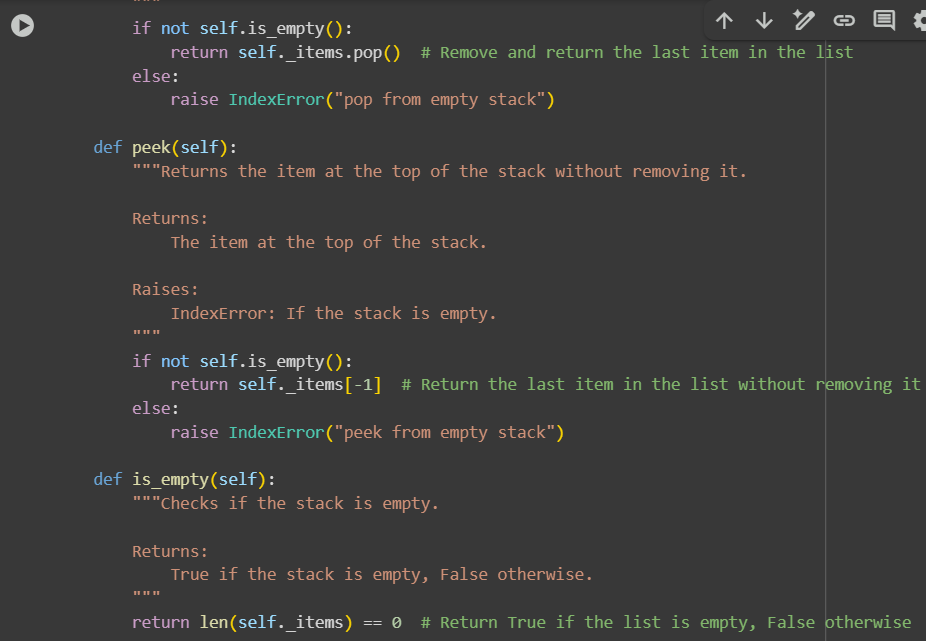 """
if not self.is_empty():
    return self._items.pop()  # Remove and return the last item in the list
else:
    raise IndexError("pop from empty stack")

def peek(self):
    """Returns the item at the top of the stack without removing it.

    Returns:
        The item at the top of the stack.

    Raises:
        IndexError: If the stack is empty.
    """
    if not self.is_empty():
        return self._items[-1]  # Return the last item in the list without removing it
    else:
        raise IndexError("peek from empty stack")

def is_empty(self):
    """Checks if the stack is empty.

    Returns:
        True if the stack is empty, False otherwise.
    """
    return len(self._items) == 0  # Return True if the list is empty, False otherwise